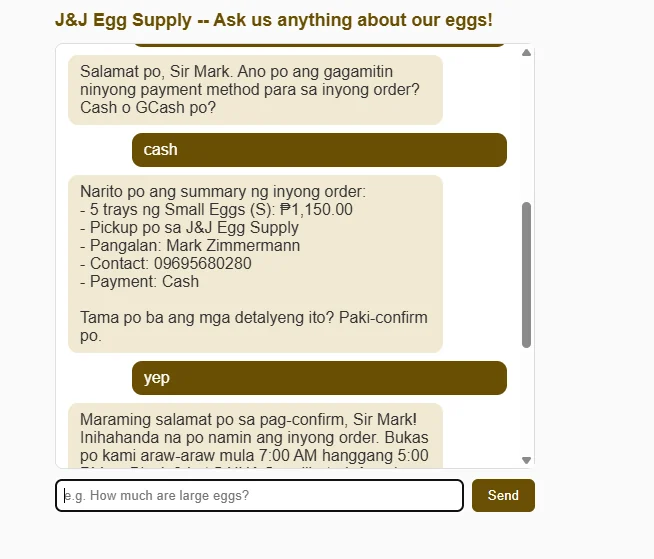 J&J Egg Supply -- Ask us anything about our eggs!
Salamat po, Sir Mark. Ano po ang gagamitin
ninyong payment method para sa inyong order?
Cash o GCash po?
cash
Narito po ang summary ng inyong order:
- 5 trays ng Small Eggs (S): ₱1,150.00
- Pickup po sa J&J Egg Supply
- Pangalan: Mark Zimmermann
- Contact: 09695680280
- Payment: Cash
Tama po ba ang mga detalyeng ito? Paki-confirm
po.
yep
Maraming salamat po sa pag-confirm, Sir Mark!
Inihahanda na po namin ang inyong order. Bukas
po kami araw-araw mula 7:00 AM hanggang 5:00
e.g. How much are large eggs?
Send